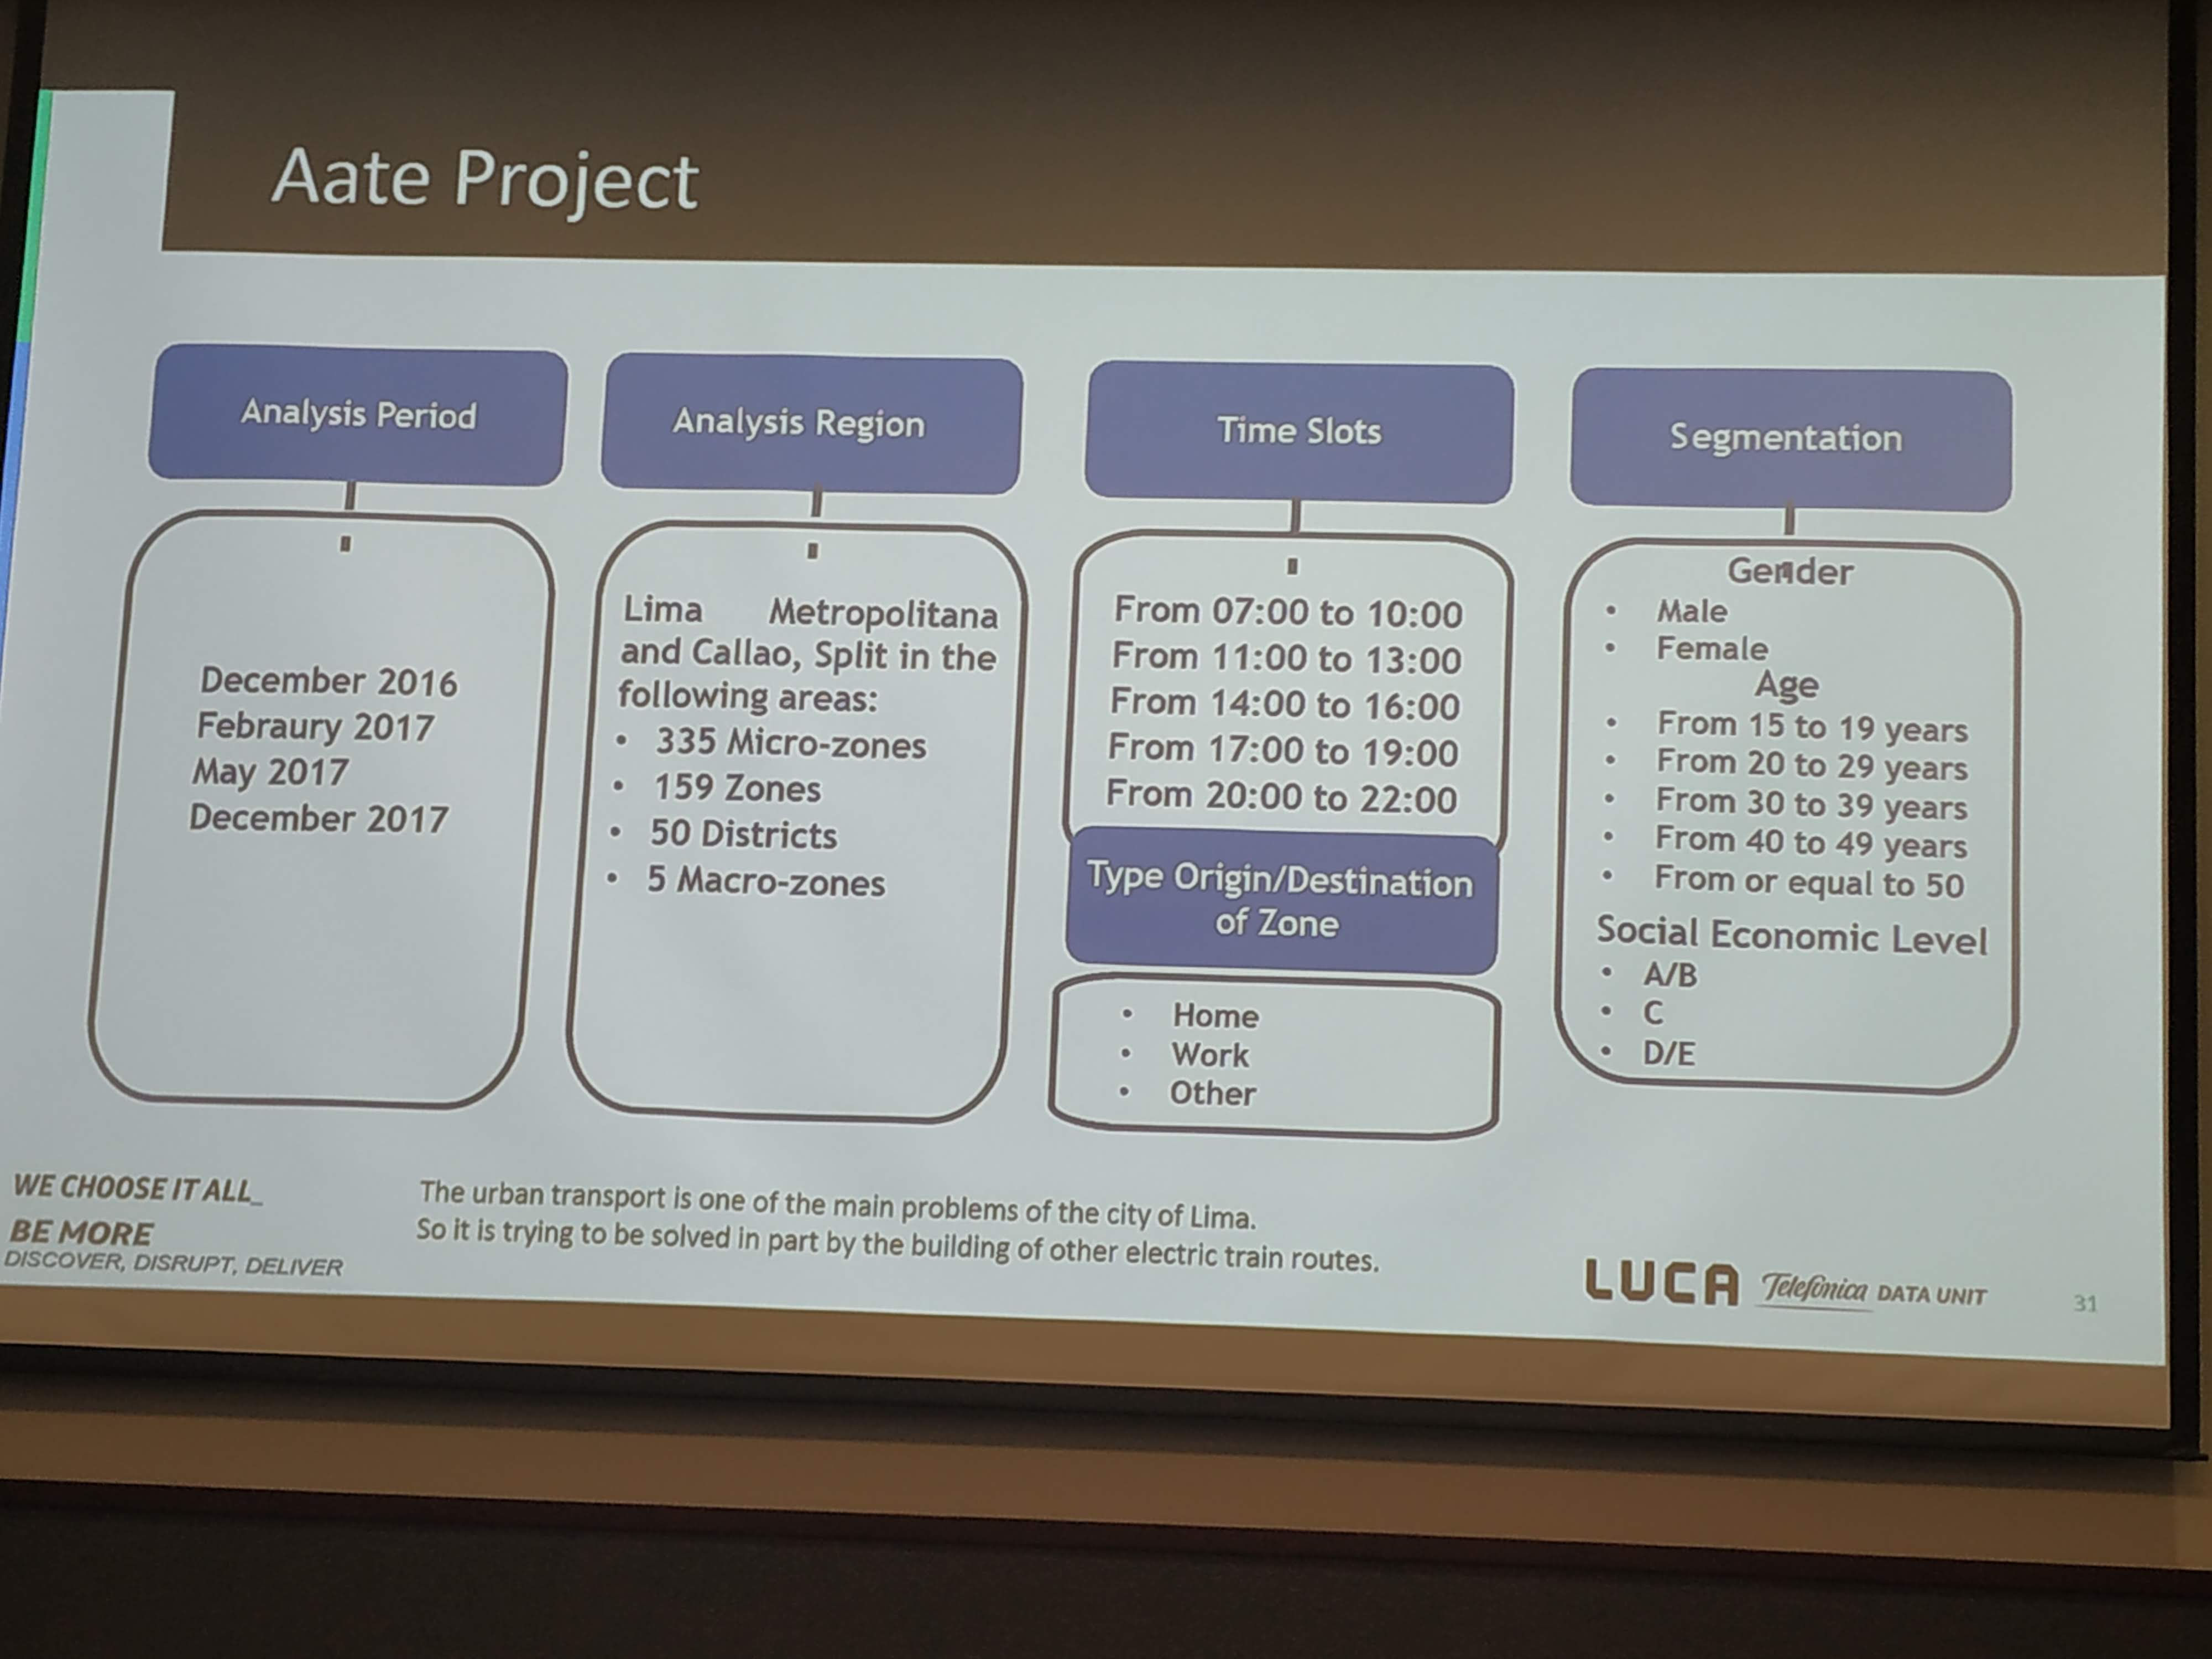 Aate Project
Analysis Period
December 2016
Febraury 2017
May 2017
December 2017
Analysis Region
Lima Metropolitana
and Callao, Split in the
following areas:
• 335 Micro-zones
• 159 Zones
• 50 Districts
• 5 Macro-zones
Time Slots
From 07:00 to 10:00
From 11:00 to 13:00
From 14:00 to 16:00
From 17:00 to 19:00
From 20:00 to 22:00
Type Origin/Destination
of Zone
• Home
• Work
• Other
Segmentation
Gender
• Male
• Female
Age
• From 15 to 19 years
• From 20 to 29 years
• From 30 to 39 years
• From 40 to 49 years
• From or equal to 50
Social Economic Level
• A/B
• C
• D/E
WE CHOOSE IT ALL_
BE MORE
DISCOVER, DISRUPT, DELIVER
The urban transport is one of the main problems of the city of Lima.
So it is trying to be solved in part by the building of other electric train routes.
LUCA Telefónica DATA UNIT
31